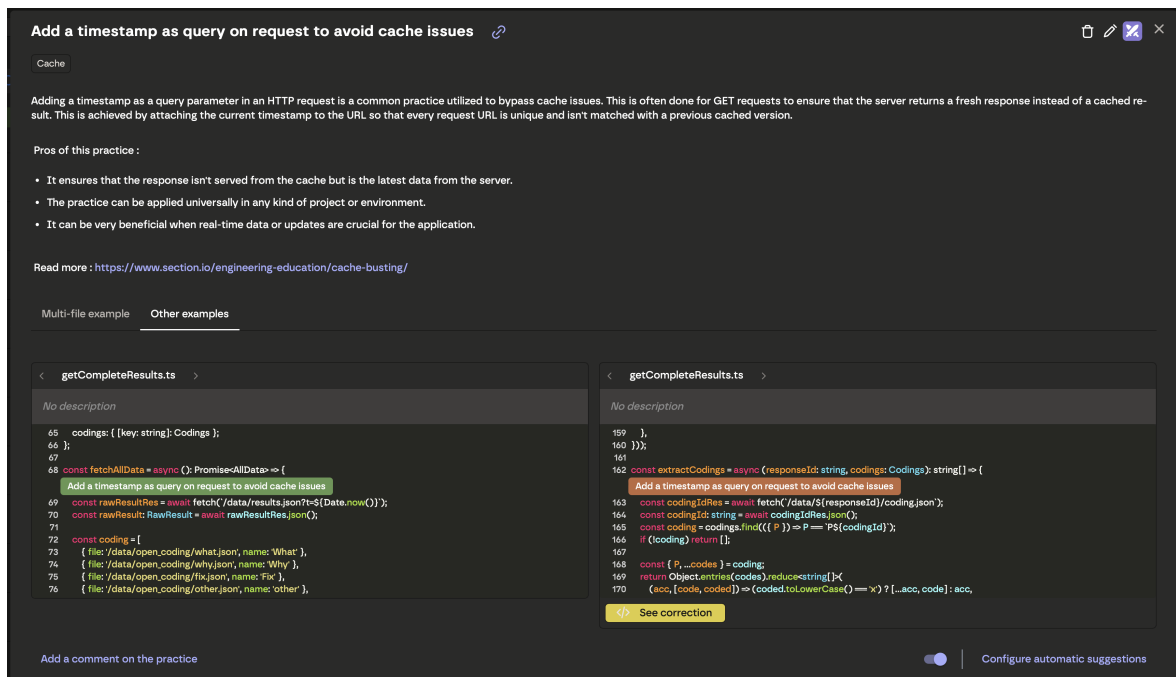 Add a timestamp as query on request to avoid cache issues
Cache
Adding a timestamp as a query parameter in an HTTP request is a common practice utilized to bypass cache issues. This is often done for GET requests to ensure that the server returns a fresh response instead of a cached re-
sult. This is achieved by attaching the current timestamp to the URL so that every request URL is unique and isn't matched with a previous cached version.
Pros of this practice :
• It ensures that the response isn't served from the cache but is the latest data from the server.
• The practice can be applied universally in any kind of project or environment.
• It can be very beneficial when real-time data or updates are crucial for the application.
Read more : https://www.section.io/engineering-education/cache-busting/
Multi-file example Other examples
getCompleteResults.ts
No description
65 codings: { [key: string]: Codings };
66 };
67
68 const fetchAllData = async (): Promise<AllData> => {
Add a timestamp as query on request to avoid cache issues
69 const rawResultRes = await fetch(`/data/results.json?t=${Date.now()}`);
70 const rawResult: RawResult = await rawResultRes.json();
71
72 const coding = [
73 { file: '/data/open_coding/what.json', name: 'What' },
74 { file: '/data/open_coding/why.json', name: 'Why' },
75 { file: '/data/open_coding/fix.json', name: 'Fix' },
76 { file: '/data/open_coding/other.json', name: 'other' },
getCompleteResults.ts
No description
159 },
160 }));
161
162 const extractCodings = async (responseId: string, codings: Codings): string[] => {
Add a timestamp as query on request to avoid cache issues
163 const codingIdRes = await fetch(`/data/${responseId}/coding.json`);
164 const codingId: string = await codingIdRes.json();
165 const coding = codings.find(({ P }) => P === `P${codingId}`);
166 if (!coding) return [];
167
168 const { P, ...codes } = coding;
169 return Object.entries(codes).reduce<string[]>(
170 (acc, [code, coded]) => (coded.toLowerCase() === 'x') ? [...acc, code] : acc,
</> See correction
Add a comment on the practice
Configure automatic suggestions